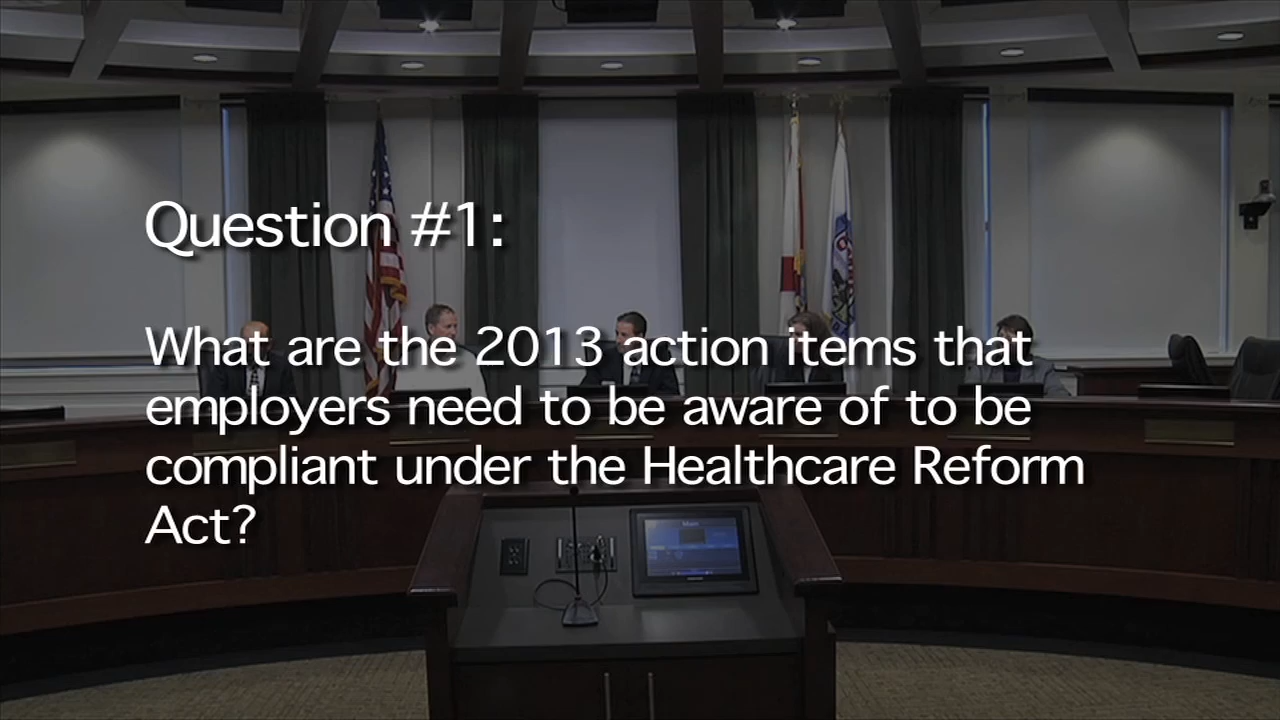 Question #1:
What are the 2013 action items that
employers need to be aware of to be
compliant under the Healthcare Reform
Act?